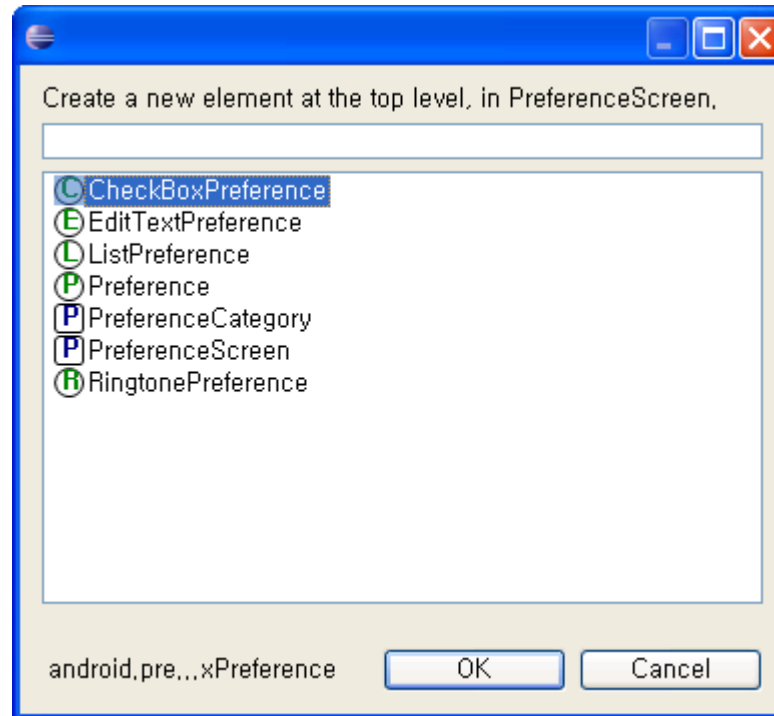 Create a new element at the top level, in PreferenceScreen,
C CheckBoxPreference
E EditTextPreference
L ListPreference
P Preference
P PreferenceCategory
P PreferenceScreen
R RingtonePreference
android,pre,,,xPreference OK Cancel